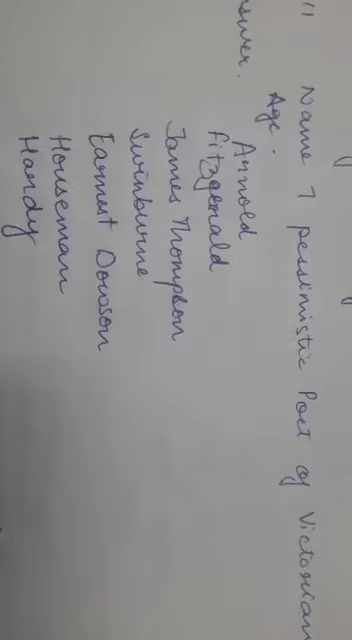 11
Name 7 pessimistic Poet of Victorian
Age.
Arnold
Fitzgerald
James Thompson
Swinburne
Earnest Dowson
Houseman
Hardy